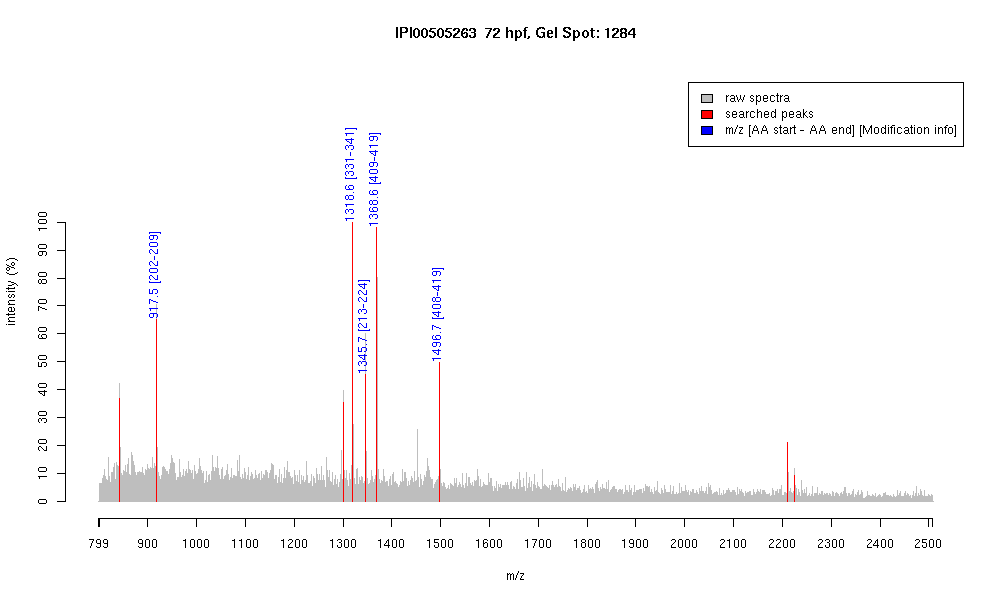 IPI00505263 72 hpf, Gel Spot: 1284
raw spectra
searched peaks
m/z [AA start - AA end] [Modification info]
917.5 [202-209]
1318.6 [331-341]
1345.7 [213-224]
1368.6 [409-419]
1496.7 [408-419]
intensity (%)
100
90
80
70
60
50
40
30
20
10
0
799 900 1000 1100 1200 1300 1400 1500 1600 1700 1800 1900 2000 2100 2200 2300 2400 2500
m/z